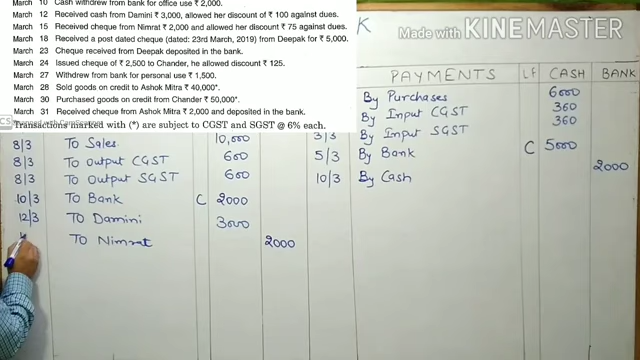 March 10 Cash withdrew from bank for office use ₹ 2,000.
March 12 Received cash from Damini ₹ 3,000, allowed her discount of ₹ 100 against dues.
March 15 Received cheque from Nimrat ₹ 2,000 and allowed her discount ₹ 75 against dues.
March 18 Received a post dated cheque (dated: 23rd March, 2019) from Deepak for ₹ 5,000.
March 23 Cheque received from Deepak deposited in the bank.
March 24 Issued cheque of ₹ 2,500 to Chander, he allowed discount ₹ 125.
March 27 Withdrew from bank for personal use ₹ 1,500.
March 28 Sold goods on credit to Ashok Mitra ₹ 40,000*.
March 30 Purchased goods on credit from Chander ₹ 50,000*.
March 31 Received cheque from Ashok Mitra ₹ 2,000 and deposited in the bank.
Transactions marked with (*) are subject to CGST and SGST @ 6% each.
K
Made with KINEMASTER
PAYMENTS LF CASH BANK
By Purchases 6000
By Input CGST 360
3/3 By Input SGST 360
5/3 By Bank C 5000
10/3 By Cash 2000
8/3 To Sales 10,000
8/3 To Output CGST 600
8/3 To Output SGST 600
10/3 To Bank C 2000
12/3 To Damini 3000
To Nimrat 2000